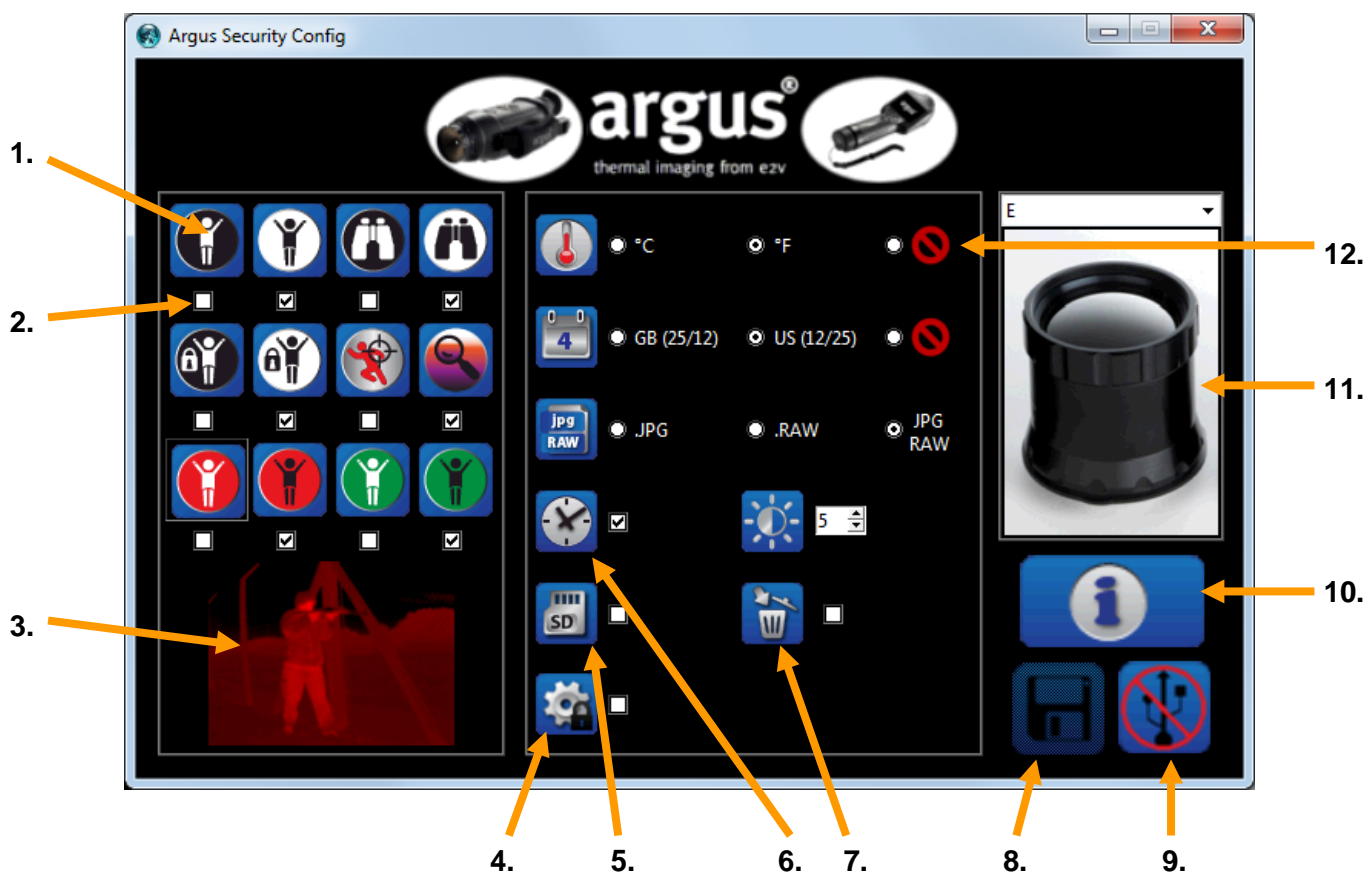 Argus Security Config
argus®
thermal imaging from e2v
1.
2.
3.
4.
5.
6.
7.
8.
9.
10.
11.
12.
°C
°F
E
4
GB (25/12)
US (12/25)
jpg
RAW
.JPG
.RAW
JPG
RAW
5
SD
i